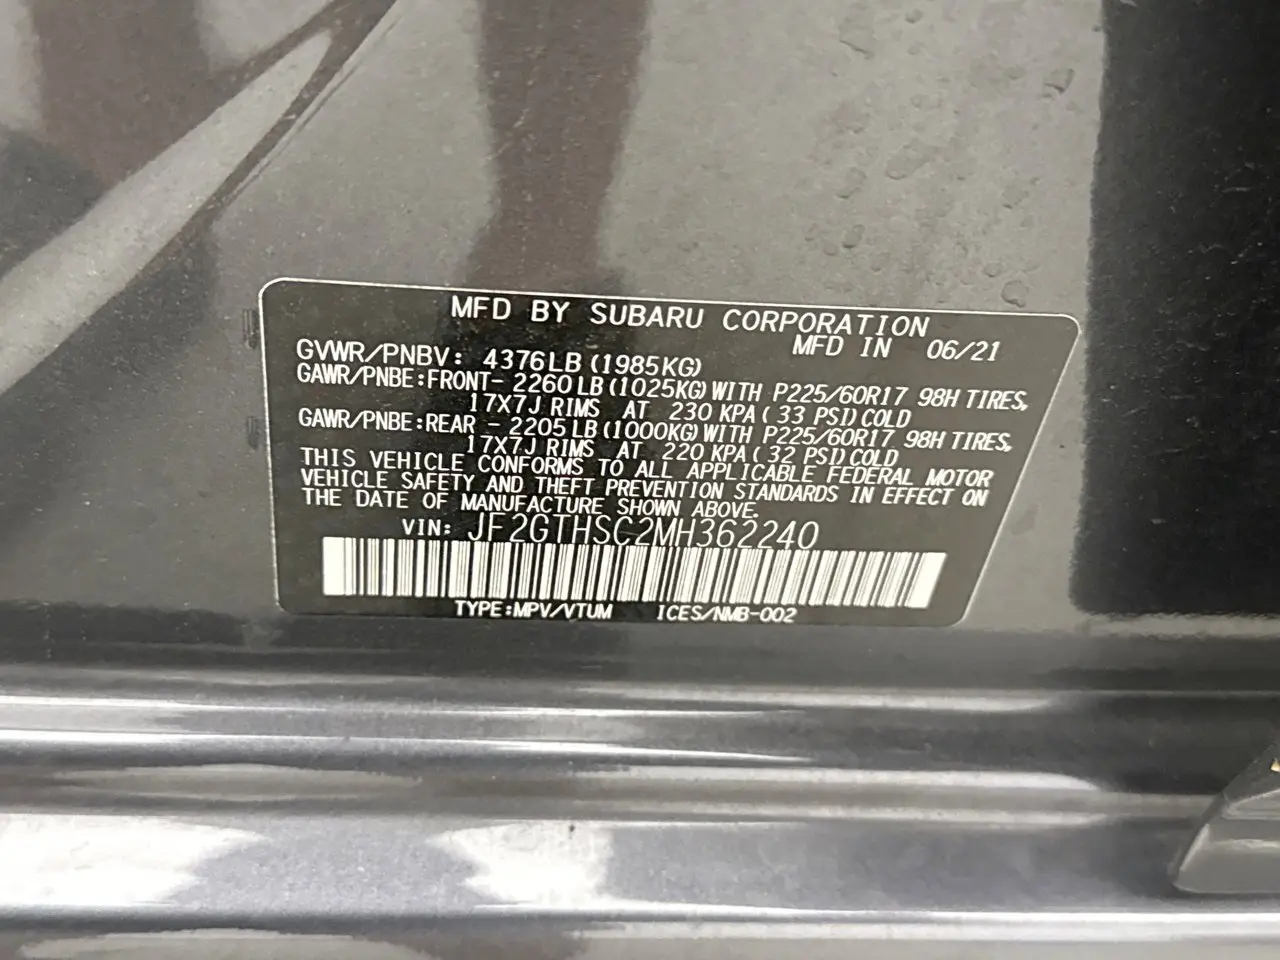 MFD BY SUBARU CORPORATION
MFD IN 06/21
GVWR/PNBV: 4376LB (1985KG)
GAWR/PNBE:FRONT- 2260LB(1025KG)WITH P225/60R17 98H TIRES,
17X7J RIMS AT 230 KPA( 33 PSI)COLD
GAWR/PNBE:REAR - 2205LB(1000KG)WITH P225/60R17 98H TIRES,
17X7J RIMS AT 220 KPA( 32 PSI)COLD
THIS VEHICLE CONFORMS TO ALL APPLICABLE FEDERAL MOTOR
VEHICLE SAFETY AND THEFT PREVENTION STANDARDS IN EFFECT ON
THE DATE OF MANUFACTURE SHOWN ABOVE.
VIN: JF2GTHSC2MH362240
TYPE:MPV/VTUM ICES/NMB-002